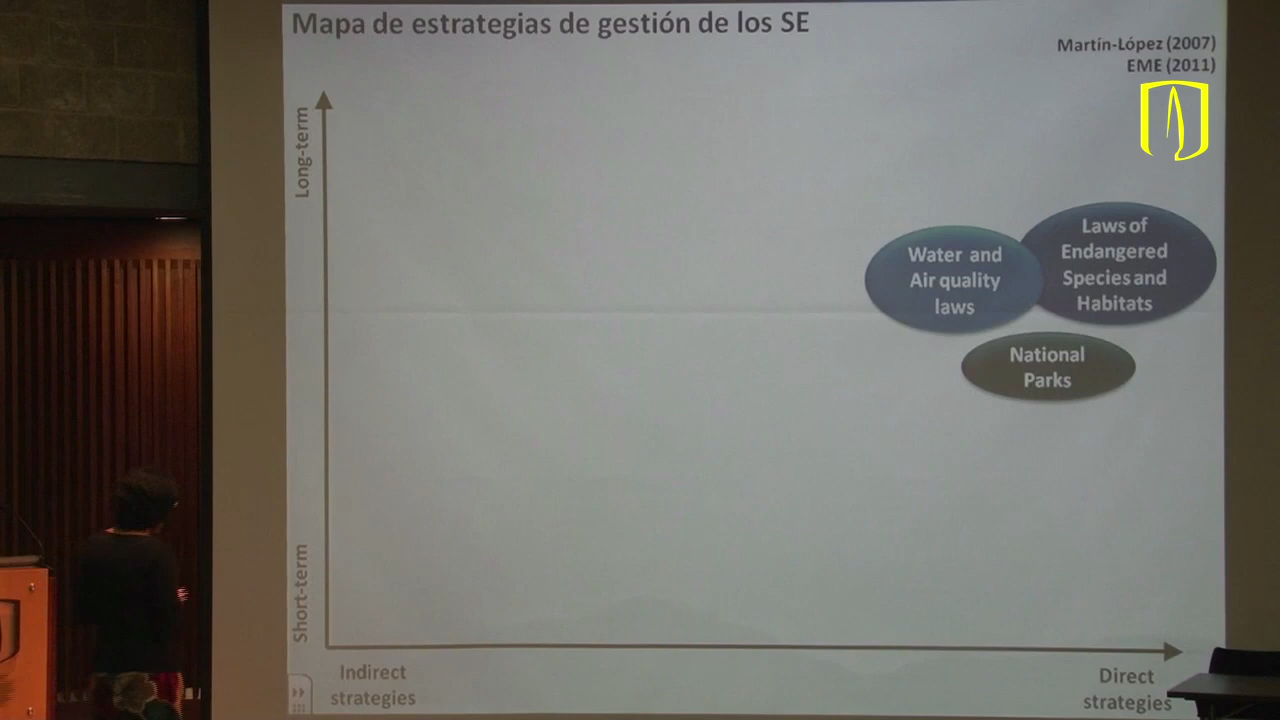 Mapa de estrategias de gestión de los SE
Martín-López (2007)
EME (2011)
Long-term
Water and
Air quality
laws
Laws of
Endangered
Species and
Habitats
National
Parks
Short-term
Indirect
strategies
Direct
strategies